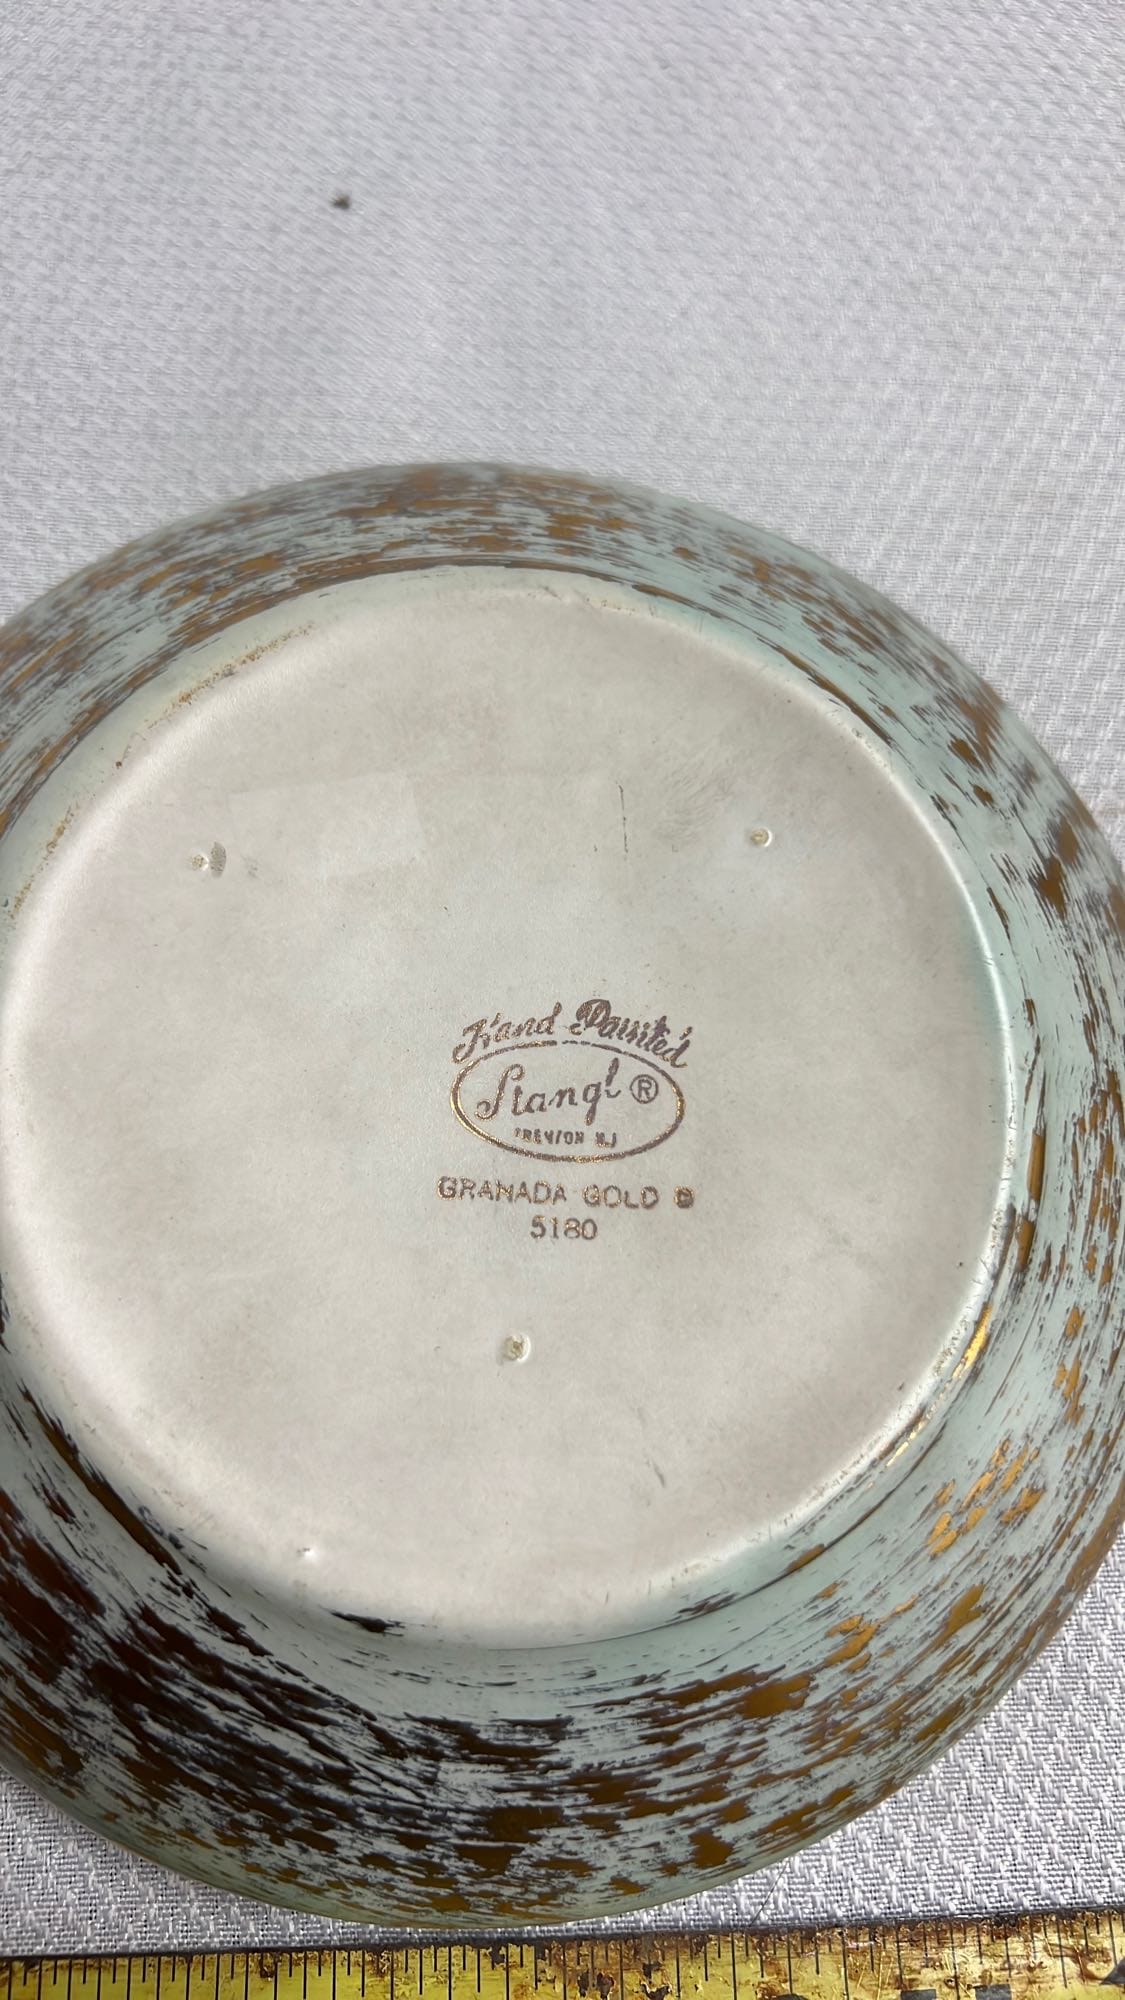 Hand Painted
Stangl ®
TRENTON N.J
GRANADA GOLD ®
5180